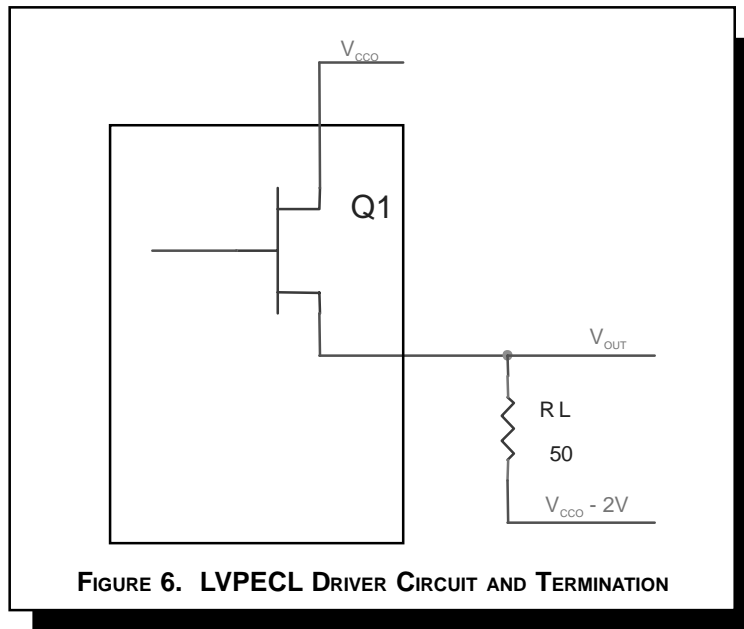 VCCO
Q1
VOUT
RL
50
VCCO - 2V
FIGURE 6. LVPECL DRIVER CIRCUIT AND TERMINATION